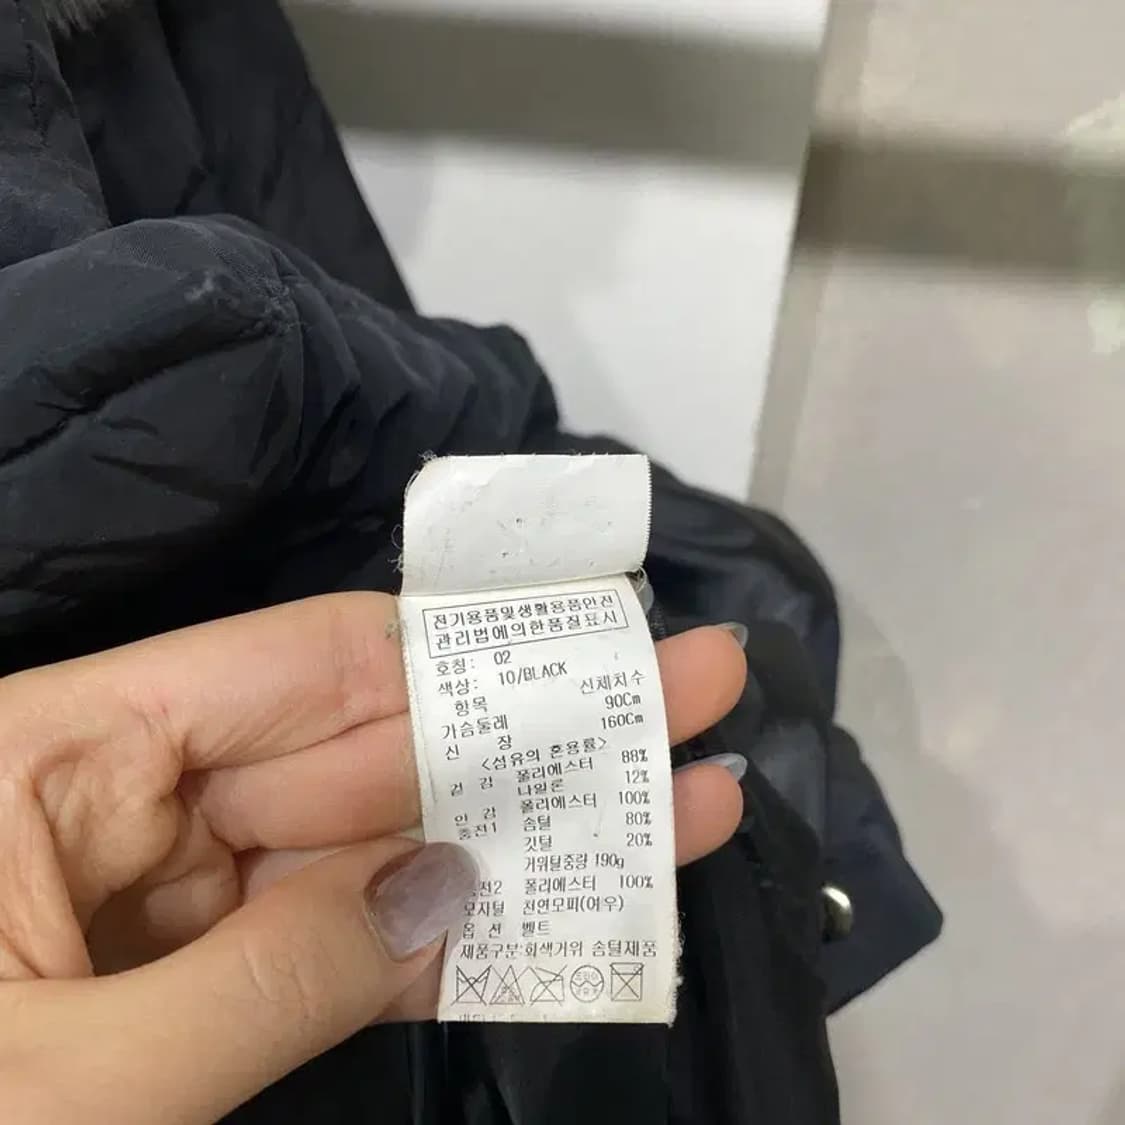 전기용품및생활용품안전
관리법에의한품질표시
호칭: 02
색상: 10/BLACK
항목 신체치수
가슴둘레 90Cm
신 장 160Cm
<섬유의 혼용률>
겉 감 폴리에스터 88%
나일론 12%
안 감 폴리에스터 100%
충전1 솜털 80%
깃털 20%
거위털중량 190g
전2 폴리에스터 100%
모자털 천연모피(여우)
옵 션 벨트
제품구분:회색거위 솜털제품